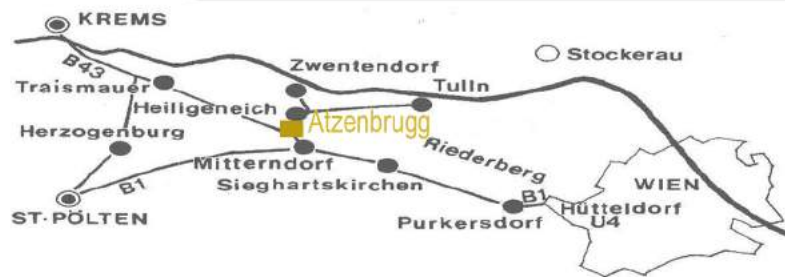 KREMS
Stockerau
B43
Zwentendorf
Traismauer
Tulln
Heiligeneich
Atzenbrugg
Herzogenburg
Riederberg
Mitterndorf
Sieghartskirchen
WIEN
B1
B1
Hütteldorf
ST-PÖLTEN
Purkersdorf
U4